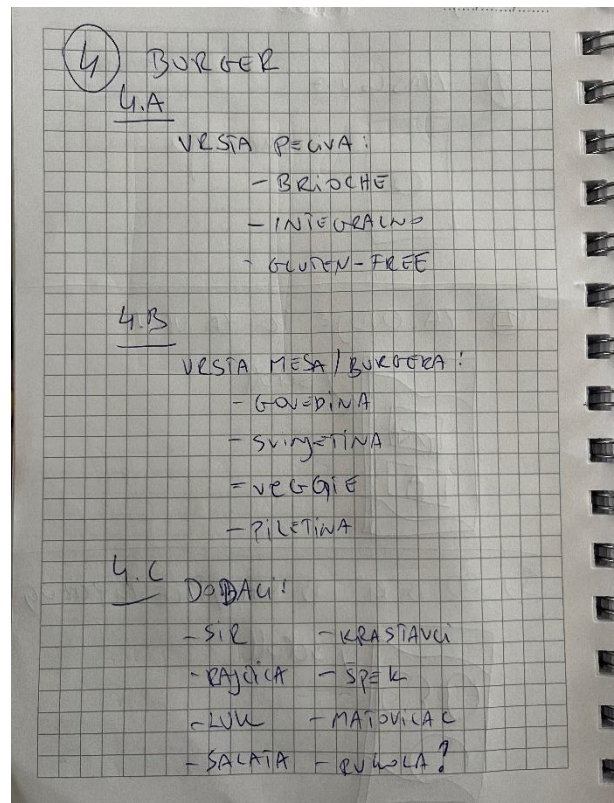 4 BURGER
4.A
VRSTA PECIVA:
- BRIOCHE
- INTEGRALNO
- GLUTEN-FREE
4.B
VRSTA MESA/BURGERA:
- GOVEDINA
- SVINJETINA
- VEGGIE
- PILETINA
4.C DODACI:
- SIR - KRASTAVCI
- RAJČICA - ŠPEK
- LUK - MATOVILAC
- SALATA - RUKOLA?